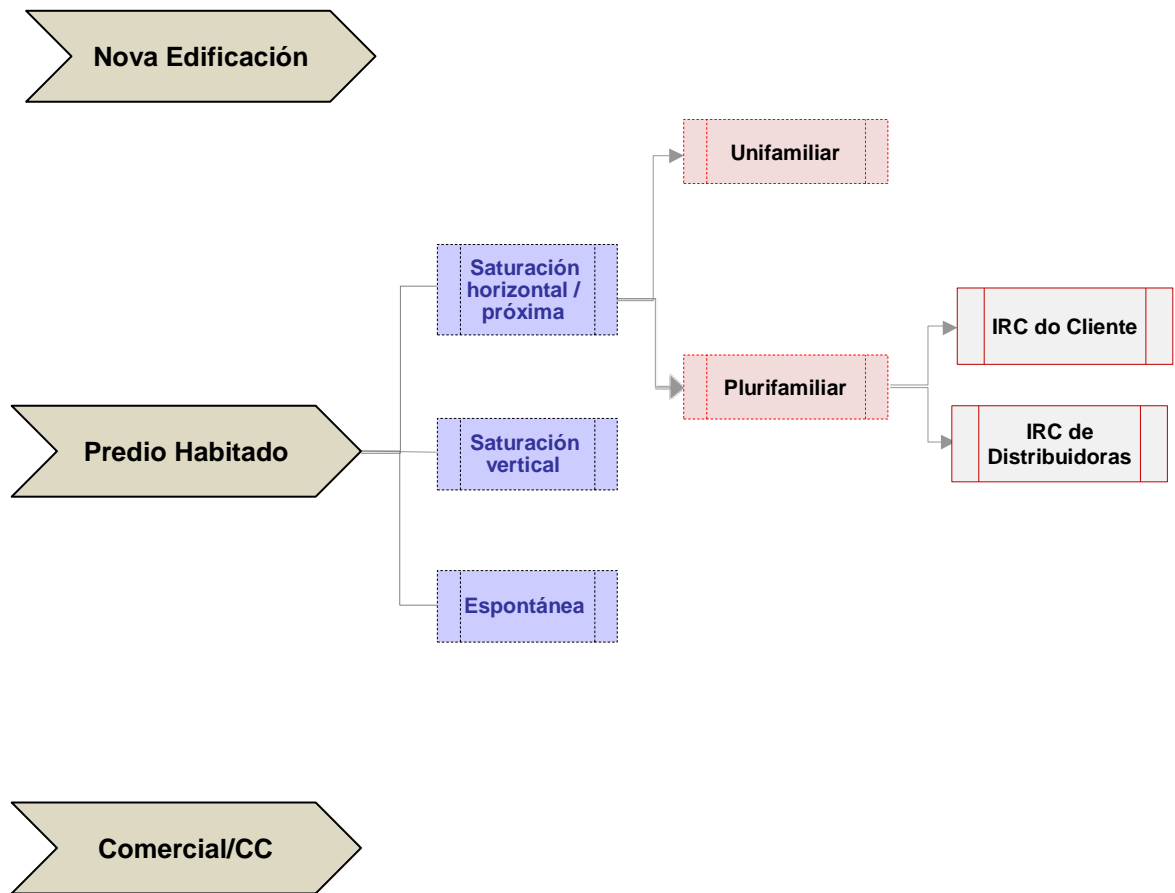 Nova Edificación
Unifamiliar
Saturación
horizontal /
próxima
IRC do Cliente
Plurifamiliar
Predio Habitado
Saturación
vertical
IRC de
Distribuidoras
Espontánea
Comercial/CC